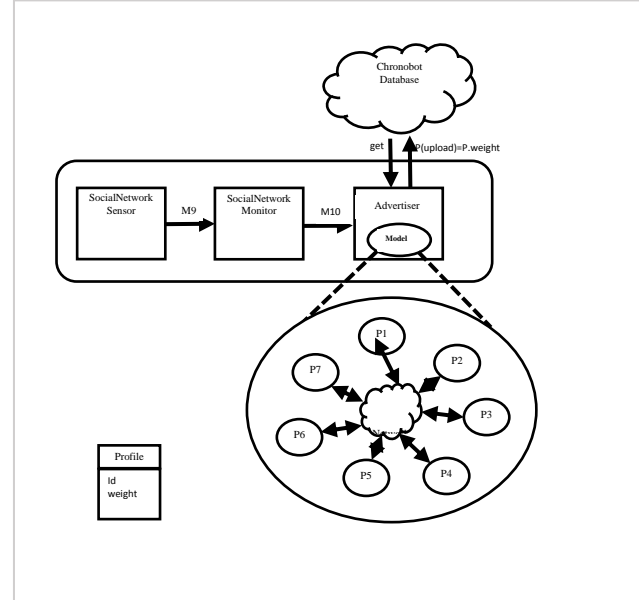 Chronobot
Database
get
P(upload)=P.weight
SocialNetwork
Sensor
M9
SocialNetwork
Monitor
M10
Advertiser
Model
P1
P2
P7
P3
P6
P5
P4
Profile
Id
weight